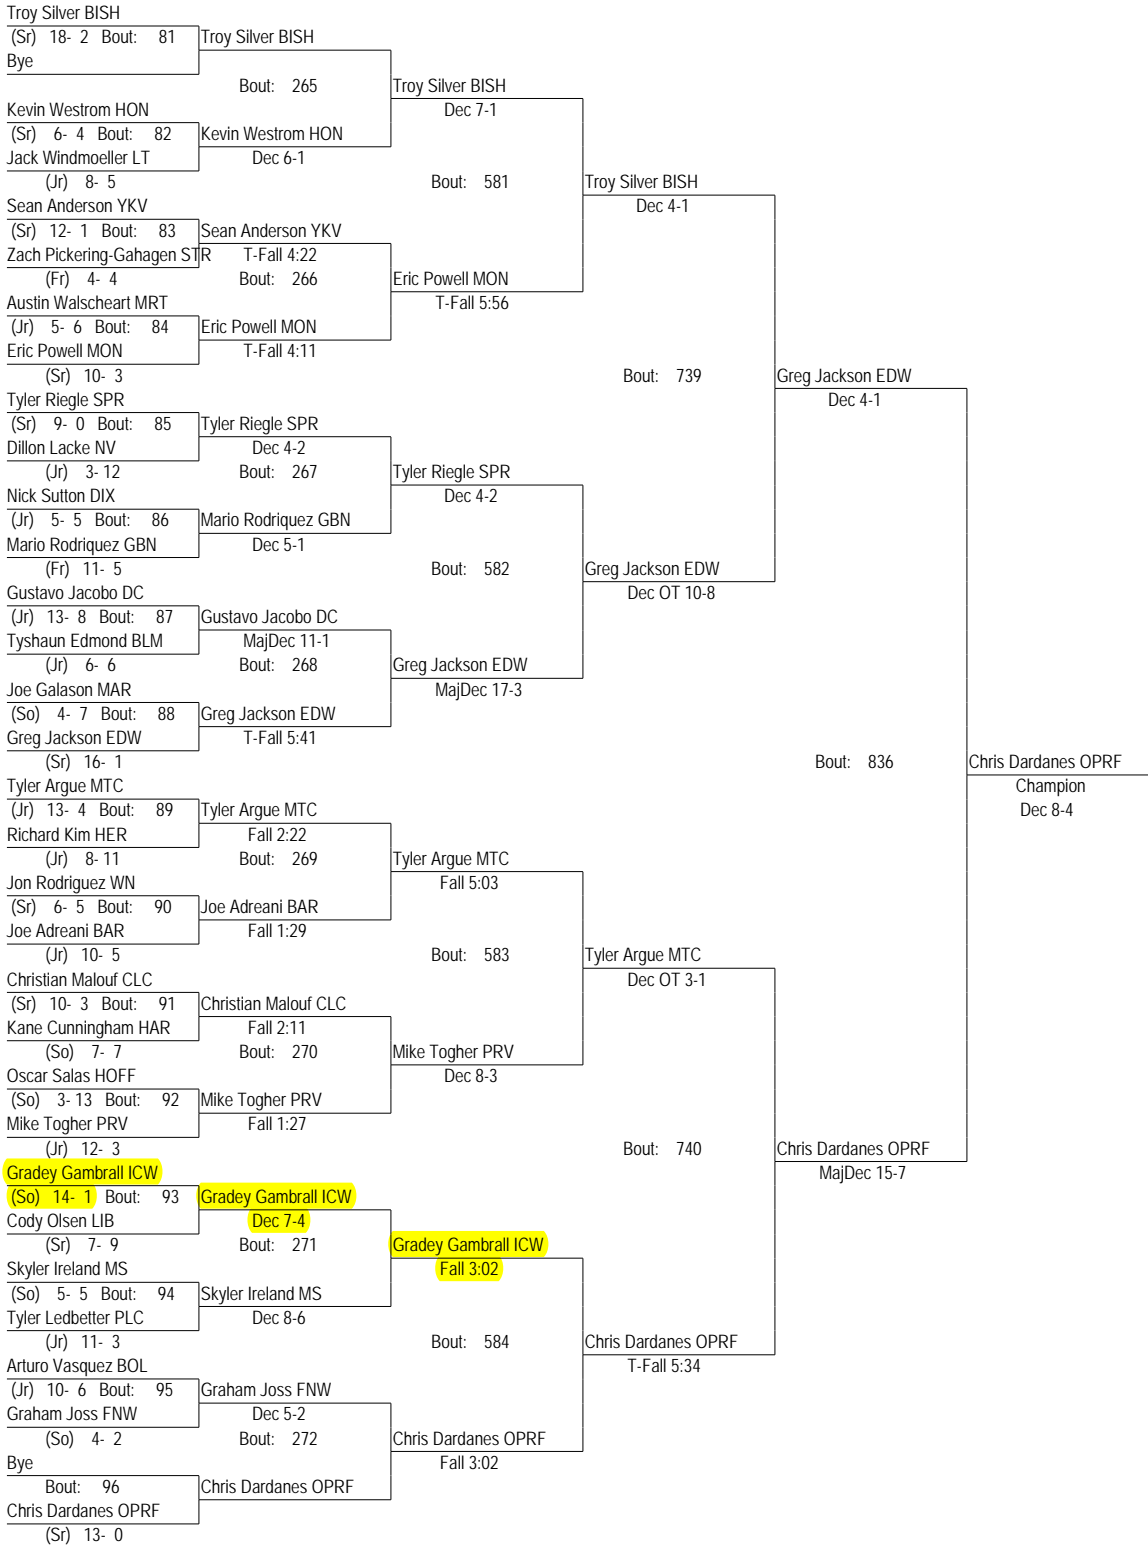 Troy Silver BISH
(Sr) 18- 2 Bout: 81 Troy Silver BISH
Bye
Bout: 265 Troy Silver BISH
Kevin Westrom HON Dec 7-1
(Sr) 6- 4 Bout: 82 Kevin Westrom HON
Jack Windmoeller LT Dec 6-1
(Jr) 8- 5 Bout: 581 Troy Silver BISH
Sean Anderson YKV Dec 4-1
(Sr) 12- 1 Bout: 83 Sean Anderson YKV
Zach Pickering-Gahagen STR T-Fall 4:22
(Fr) 4- 4 Bout: 266 Eric Powell MON
Austin Walscheart MRT T-Fall 5:56
(Jr) 5- 6 Bout: 84 Eric Powell MON
Eric Powell MON T-Fall 4:11
(Sr) 10- 3 Bout: 739 Greg Jackson EDW
Tyler Riegle SPR Dec 4-1
(Sr) 9- 0 Bout: 85 Tyler Riegle SPR
Dillon Lacke NV Dec 4-2
(Jr) 3- 12 Bout: 267 Tyler Riegle SPR
Nick Sutton DIX Dec 4-2
(Jr) 5- 5 Bout: 86 Mario Rodriquez GBN
Mario Rodriquez GBN Dec 5-1
(Fr) 11- 5 Bout: 582 Greg Jackson EDW
Gustavo Jacobo DC Dec OT 10-8
(Jr) 13- 8 Bout: 87 Gustavo Jacobo DC
Tyshaun Edmond BLM MajDec 11-1
(Jr) 6- 6 Bout: 268 Greg Jackson EDW
Joe Galason MAR MajDec 17-3
(So) 4- 7 Bout: 88 Greg Jackson EDW
Greg Jackson EDW T-Fall 5:41
(Sr) 16- 1 Bout: 836 Chris Dardanes OPRF
Tyler Argue MTC Champion
(Jr) 13- 4 Bout: 89 Tyler Argue MTC Dec 8-4
Richard Kim HER Fall 2:22
(Jr) 8- 11 Bout: 269 Tyler Argue MTC
Jon Rodriguez WN Fall 5:03
(Sr) 6- 5 Bout: 90 Joe Adreani BAR
Joe Adreani BAR Fall 1:29
(Jr) 10- 5 Bout: 583 Tyler Argue MTC
Christian Malouf CLC Dec OT 3-1
(Sr) 10- 3 Bout: 91 Christian Malouf CLC
Kane Cunningham HAR Fall 2:11
(So) 7- 7 Bout: 270 Mike Togher PRV
Oscar Salas HOFF Dec 8-3
(So) 3- 13 Bout: 92 Mike Togher PRV
Mike Togher PRV Fall 1:27
(Jr) 12- 3 Bout: 740 Chris Dardanes OPRF
Gradey Gambrall ICW MajDec 15-7
(So) 14- 1 Bout: 93 Gradey Gambrall ICW
Cody Olsen LIB Dec 7-4
(Sr) 7- 9 Bout: 271 Gradey Gambrall ICW
Skyler Ireland MS Fall 3:02
(So) 5- 5 Bout: 94 Skyler Ireland MS
Tyler Ledbetter PLC Dec 8-6
(Jr) 11- 3 Bout: 584 Chris Dardanes OPRF
Arturo Vasquez BOL T-Fall 5:34
(Jr) 10- 6 Bout: 95 Graham Joss FNW
Graham Joss FNW Dec 5-2
(So) 4- 2 Bout: 272 Chris Dardanes OPRF
Bye Fall 3:02
Bout: 96 Chris Dardanes OPRF
Chris Dardanes OPRF
(Sr) 13- 0